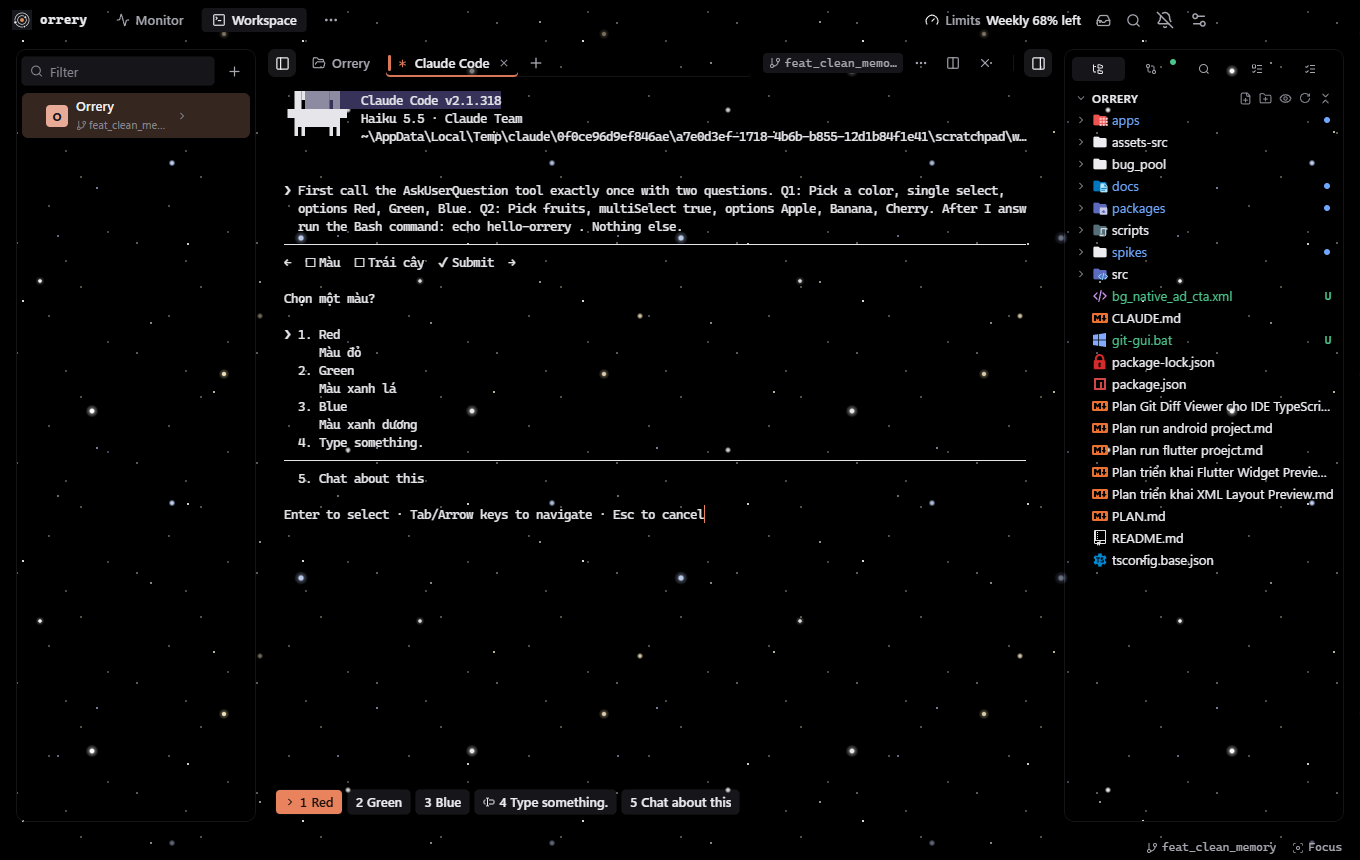 orrery
Monitor
Workspace
Limits Weekly 68% left
Filter
O
Orrery
feat_clean_me...
Orrery
Claude Code
feat_clean_memo...
Claude Code v2.1.318
Haiku 5.5 · Claude Team
~\AppData\Local\Temp\claude\0f0ce96d9ef846ae\a7e0d3ef-1718-4b6b-b855-12d1b84f1e41\scratchpad\w…
❯ First call the AskUserQuestion tool exactly once with two questions. Q1: Pick a color, single select,
options Red, Green, Blue. Q2: Pick fruits, multiSelect true, options Apple, Banana, Cherry. After I answ
run the Bash command: echo hello-orrery . Nothing else.
← ☐ Màu ☐ Trái cây ✓ Submit →
Chọn một màu?
❯ 1. Red
Màu đỏ
2. Green
Màu xanh lá
3. Blue
Màu xanh dương
4. Type something.
5. Chat about this
Enter to select · Tab/Arrow keys to navigate · Esc to cancel
1 Red
2 Green
3 Blue
4 Type something.
5 Chat about this
ORRERY
apps
assets-src
bug_pool
docs
packages
scripts
spikes
src
bg_native_ad_cta.xml U
CLAUDE.md
git-gui.bat U
package-lock.json
package.json
Plan Git Diff Viewer cho IDE TypeScri...
Plan run android project.md
Plan run flutter proejct.md
Plan triển khai Flutter Widget Previe...
Plan triển khai XML Layout Preview.md
PLAN.md
README.md
tsconfig.base.json
feat_clean_memory
Focus